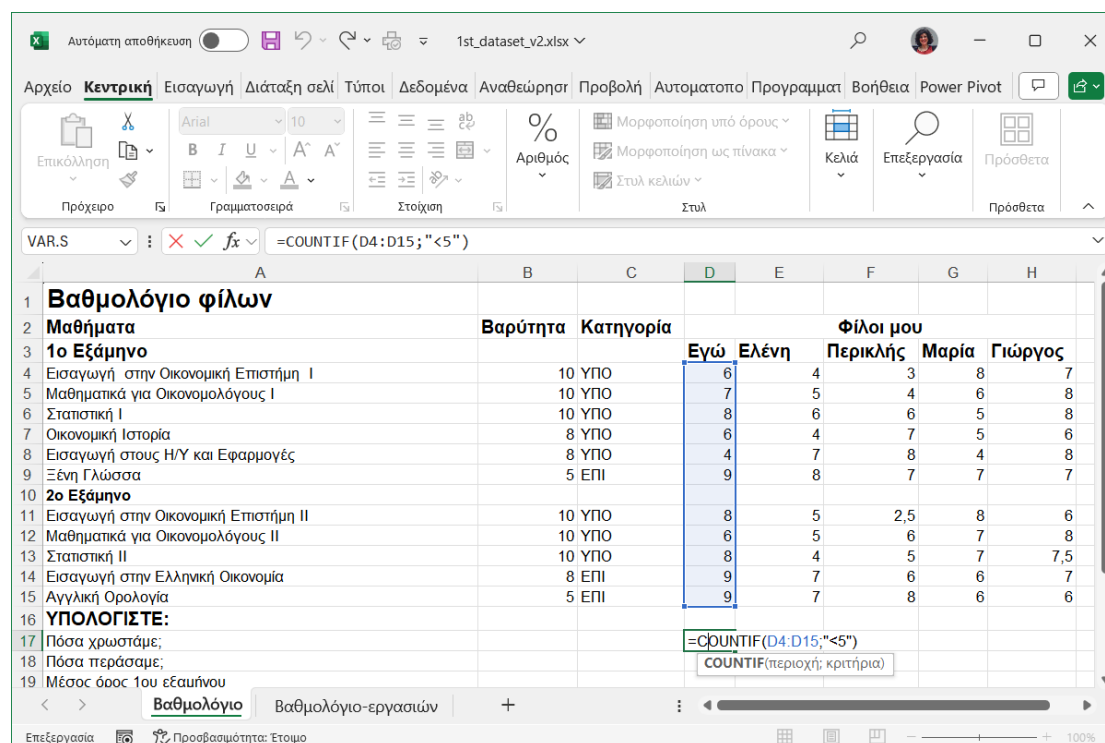 Αυτόματη αποθήκευση 1st_dataset_v2.xlsx
Αρχείο Κεντρική Εισαγωγή Διάταξη σελί Τύποι Δεδομένα Αναθεώρησr Προβολή Αυτοματοπο Προγραμματ Βοήθεια Power Pivot
Επικόλληση
Πρόχειρο
Arial 10
B I U A^ A˅
Γραμματοσειρά
ab
Στοίχιση
% Αριθμός
Μορφοποίηση υπό όρους
Μορφοποίηση ως πίνακα
Στυλ κελιών
Στυλ
Κελιά
Επεξεργασία
Πρόσθετα
Πρόσθετα
VAR.S fx =COUNTIF(D4:D15;"<5")
A B C D E F G H
1 Βαθμολόγιο φίλων
2 Μαθήματα Βαρύτητα Κατηγορία Φίλοι μου
3 1ο Εξάμηνο Εγώ Ελένη Περικλής Μαρία Γιώργος
4 Εισαγωγή στην Οικονομική Επιστήμη Ι 10 ΥΠΟ 6 4 3 8 7
5 Μαθηματικά για Οικονομολόγους Ι 10 ΥΠΟ 7 5 4 6 8
6 Στατιστική Ι 10 ΥΠΟ 8 6 6 5 8
7 Οικονομική Ιστορία 8 ΥΠΟ 6 4 7 5 6
8 Εισαγωγή στους Η/Υ και Εφαρμογές 8 ΥΠΟ 4 7 8 4 8
9 Ξένη Γλώσσα 5 ΕΠΙ 9 8 7 7 7
10 2ο Εξάμηνο
11 Εισαγωγή στην Οικονομική Επιστήμη ΙΙ 10 ΥΠΟ 8 5 2,5 8 6
12 Μαθηματικά για Οικονομολόγους ΙΙ 10 ΥΠΟ 6 5 6 7 8
13 Στατιστική ΙΙ 10 ΥΠΟ 8 4 5 7 7,5
14 Εισαγωγή στην Ελληνική Οικονομία 8 ΕΠΙ 9 7 6 6 7
15 Αγγλική Ορολογία 5 ΕΠΙ 9 7 8 6 6
16 ΥΠΟΛΟΓΙΣΤΕ:
17 Πόσα χρωστάμε; =COUNTIF(D4:D15;"<5")
18 Πόσα περάσαμε; COUNTIF(περιοχή; κριτήρια)
19 Μέσος όρος 1ου εξαμήνου
Βαθμολόγιο Βαθμολόγιο-εργασιών +
Επεξεργασία Προσβασιμότητα: Έτοιμο 100%